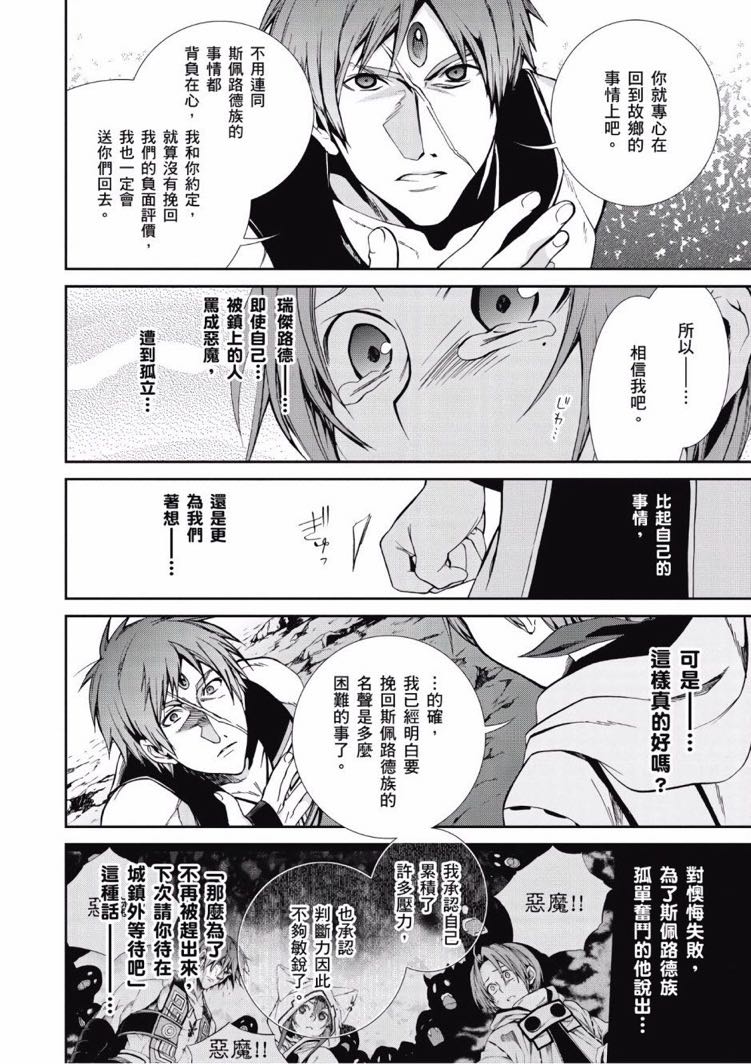 你就專心在
回到故鄉的
事情上吧。
不用連同
斯佩路德族的
事情都
背負在心，
我和你約定，
就算沒有挽回
我們的負面評價，
我也一定會
送你們回去。
所以——…
相信我吧。
じわ…
瑞傑路德——…
即使自己…
被鎮上的人
罵成惡魔，
遭到孤立…
比起自己的
事情，
ぎゅっ
還是更
為我們
著想——…
可是——…
這樣真的好嗎？
…的確，
我已經明白要
挽回斯佩路德族的
名聲是多麼
困難的事了。
對懊悔失敗，
為了斯佩路德族
孤單奮鬥的他說出…
惡魔!!
我承認自己
累積了
許多壓力，
也承認
判斷力因此
不夠敏銳了！
惡魔!!
「那麼為了
不再被趕出來，
下次請你待在
城鎮外等待吧」
這種話——…